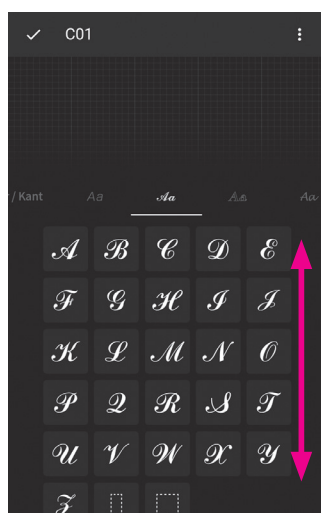 C01
/ Kant Aa Aa Aa Aa
A B C D E
F G H I J
K L M N O
P Q R S T
U V W X Y
Z